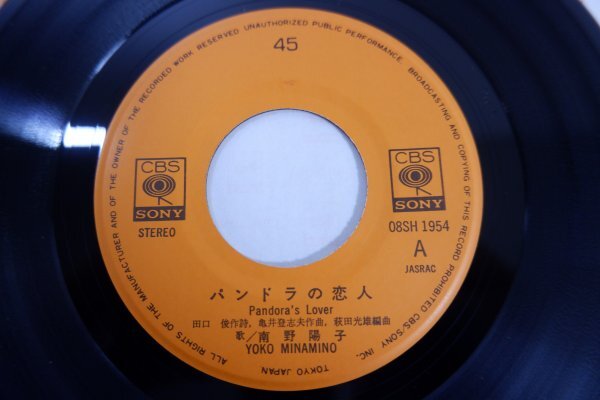 ALL RIGHTS OF THE MANUFACTURER AND OF THE OWNER OF THE RECORDED WORK RESERVED UNAUTHORIZED PUBLIC PERFORMANCE. BROADCASTING AND COPYING OF THIS RECORD PROHIBITED CBS/SONY INC.
45
CBS
SONY
STEREO
CBS
SONY
08SH 1954
A
JASRAC
パンドラの恋人
Pandora's Lover
田口 俊作詩, 亀井登志夫作曲, 萩田光雄編曲
歌/南野陽子
YOKO MINAMINO
TOKYO JAPAN